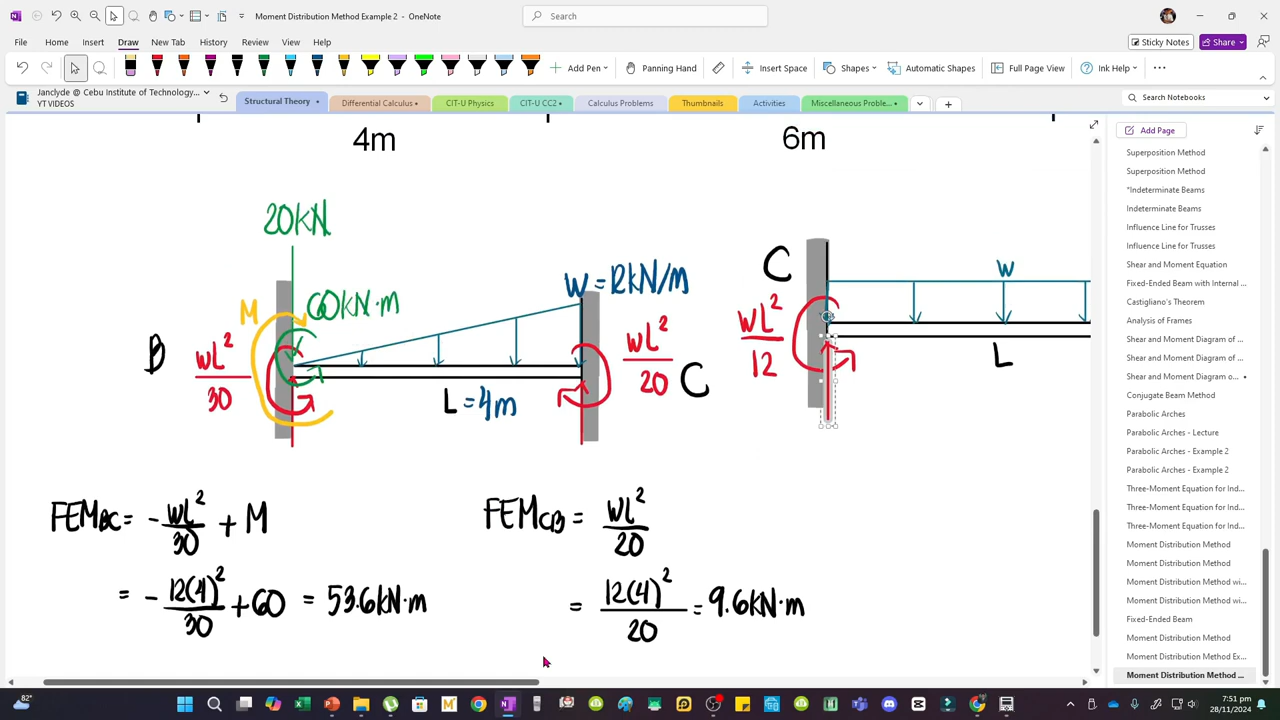 Moment Distribution Method Example 2 - OneNote
Search
File Home Insert Draw New Tab History Review View Help
Sticky Notes
Share
Add Pen
Panning Hand
Insert Space
Shapes
Automatic Shapes
Full Page View
Ink Help
Janclyde @ Cebu Institute of Technology...
YT VIDEOS
Structural Theory
Differential Calculus
CIT-U Physics
CIT-U CC2
Calculus Problems
Thumbnails
Activities
Miscellaneous Proble...
Search Notebooks
4m
6m
20kN
M
60kN·m
W = 12kN/m
B
WL²/30
L = 4m
WL²/20
C
C
W
WL²/12
L
FEMBC = - WL²/30 + M
= - 12(4)²/30 + 60 = 53.6kN·m
FEMCB = WL²/20
= 12(4)²/20 = 9.6kN·m
Add Page
Superposition Method
Superposition Method
*Indeterminate Beams
Indeterminate Beams
Influence Line for Trusses
Influence Line for Trusses
Shear and Moment Equation
Fixed-Ended Beam with Internal ...
Castigliano's Theorem
Analysis of Frames
Shear and Moment Diagram of ...
Shear and Moment Diagram of ...
Shear and Moment Diagram o...
Conjugate Beam Method
Parabolic Arches
Parabolic Arches - Lecture
Parabolic Arches - Example 2
Parabolic Arches - Example 2
Three-Moment Equation for Ind...
Three-Moment Equation for Ind...
Three-Moment Equation for Ind...
Moment Distribution Method
Moment Distribution Method
Moment Distribution Method wi...
Moment Distribution Method wi...
Fixed-Ended Beam
Moment Distribution Method
Moment Distribution Method Ex...
Moment Distribution Method ...
82°
7:51 pm
28/11/2024